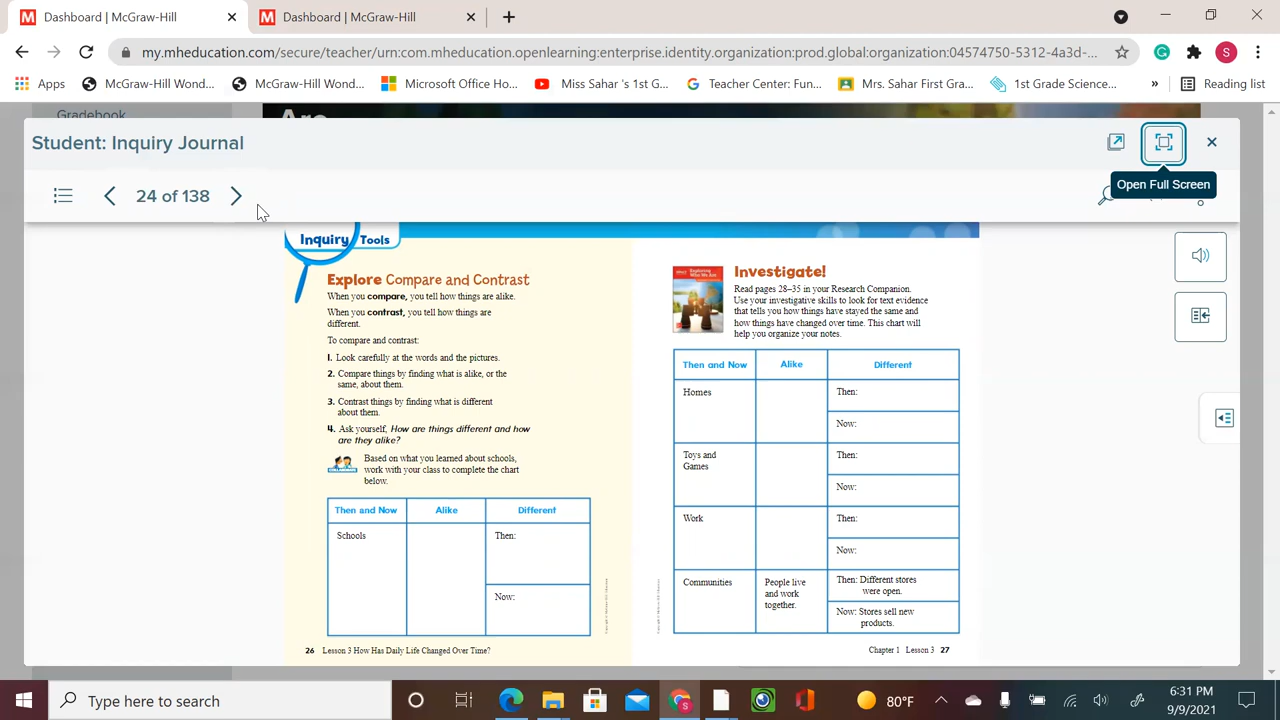 Dashboard | McGraw-Hill
Dashboard | McGraw-Hill
my.mheducation.com/secure/teacher/urn:com.mheducation.openlearning:enterprise.identity.organization:prod.global:organization:04574750-5312-4a3d-...
S
Apps
McGraw-Hill Wond...
McGraw-Hill Wond...
Microsoft Office Ho...
Miss Sahar 's 1st G...
Teacher Center: Fun...
Mrs. Sahar First Gra...
1st Grade Science...
»
Reading list
Gradebook
Are
Student: Inquiry Journal
Open Full Screen
24 of 138
Inquiry Tools
Explore Compare and Contrast
When you compare, you tell how things are alike.
When you contrast, you tell how things are
different.
To compare and contrast:
1. Look carefully at the words and the pictures.
2. Compare things by finding what is alike, or the
same, about them.
3. Contrast things by finding what is different
about them.
4. Ask yourself, How are things different and how
are they alike?
COLLABORATE
Based on what you learned about schools,
work with your class to complete the chart
below.
Then and Now Alike Different
Schools Then:
Now:
26 Lesson 3 How Has Daily Life Changed Over Time?
Exploring
Who We Are
Investigate!
Read pages 28–35 in your Research Companion.
Use your investigative skills to look for text evidence
that tells you how things have stayed the same and
how things have changed over time. This chart will
help you organize your notes.
Then and Now Alike Different
Homes Then:
Now:
Toys and
Games
Then:
Now:
Work Then:
Now:
Communities
People live
and work
together.
Then: Different stores
were open.
Now: Stores sell new
products.
Chapter 1 Lesson 3 27
Type here to search
S
80°F
6:31 PM
9/9/2021